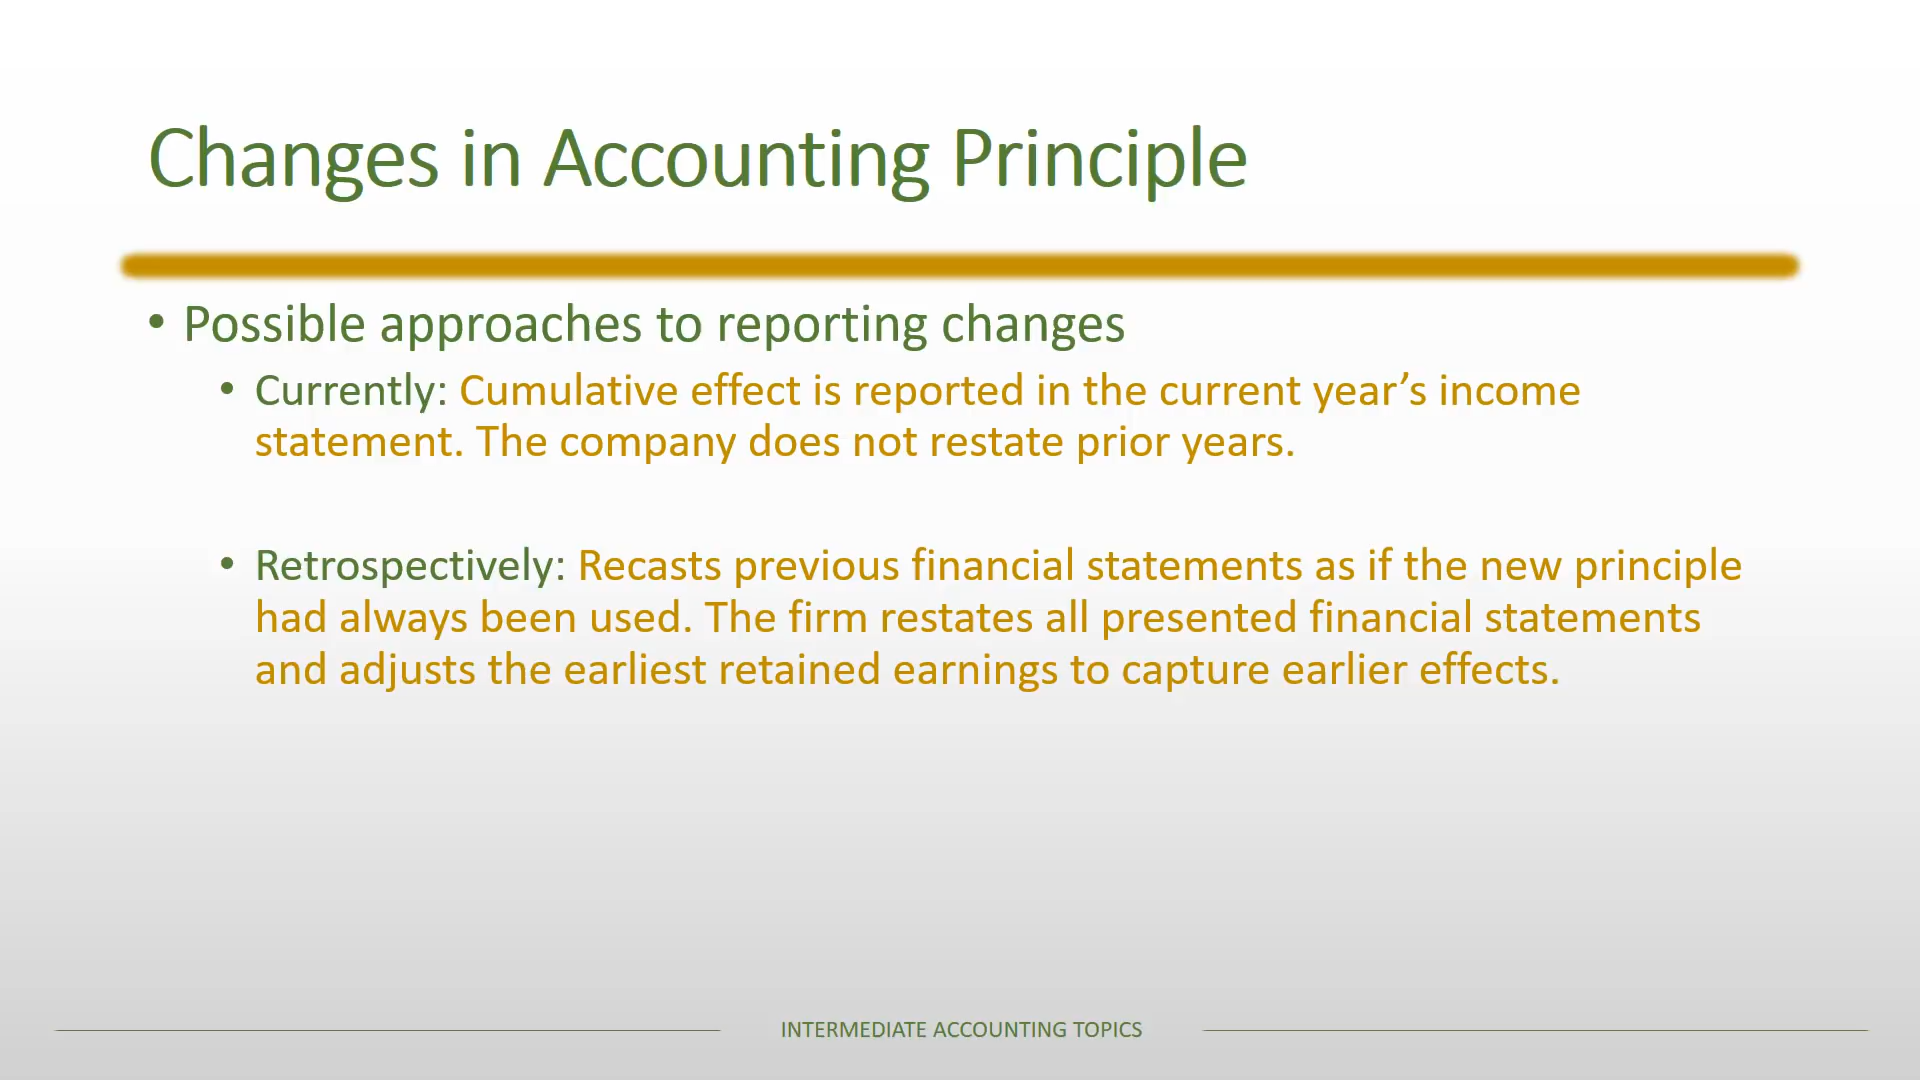 Changes in Accounting Principle
• Possible approaches to reporting changes
• Currently: Cumulative effect is reported in the current year’s income
statement. The company does not restate prior years.
• Retrospectively: Recasts previous financial statements as if the new principle
had always been used. The firm restates all presented financial statements
and adjusts the earliest retained earnings to capture earlier effects.
INTERMEDIATE ACCOUNTING TOPICS